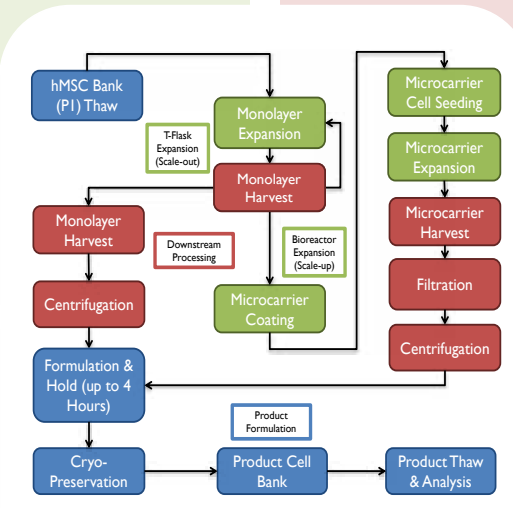 hMSC Bank
(P1) Thaw
Monolayer
Expansion
Microcarrier
Cell Seeding
T-Flask
Expansion
(Scale-out)
Microcarrier
Expansion
Monolayer
Harvest
Monolayer
Harvest
Downstream
Processing
Bioreactor
Expansion
(Scale-up)
Microcarrier
Harvest
Centrifugation
Microcarrier
Coating
Filtration
Centrifugation
Formulation &
Hold (up to 4
Hours)
Product
Formulation
Cryo-
Preservation
Product Cell
Bank
Product Thaw
& Analysis